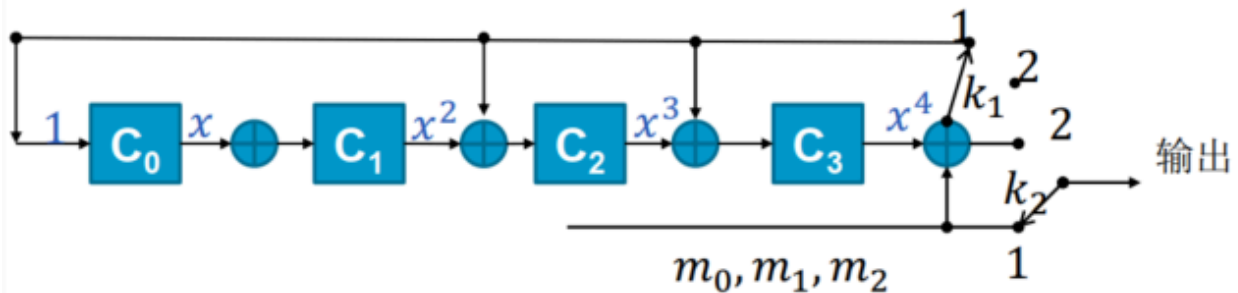 1
2
k₁
1 C₀ x C₁ x² C₂ x³ C₃ x⁴ 2
输出
k₂
m₀, m₁, m₂ 1